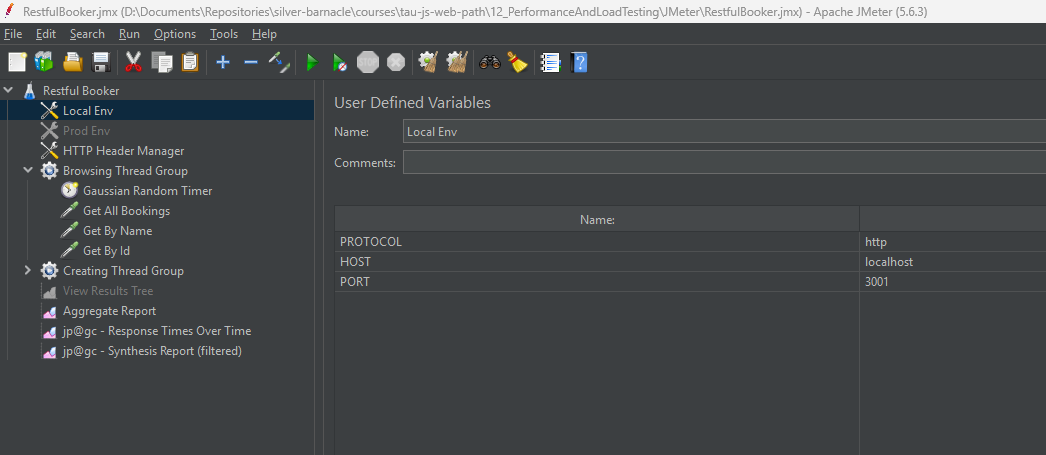 RestfulBooker.jmx (D:\Documents\Repositories\silver-barnacle\courses\tau-js-web-path\12_PerformanceAndLoadTesting\JMeter\RestfulBooker.jmx) - Apache JMeter (5.6.3)
File Edit Search Run Options Tools Help
STOP
Restful Booker
Local Env
Prod Env
HTTP Header Manager
Browsing Thread Group
Gaussian Random Timer
Get All Bookings
Get By Name
Get By Id
Creating Thread Group
View Results Tree
Aggregate Report
jp@gc - Response Times Over Time
jp@gc - Synthesis Report (filtered)
User Defined Variables
Name: Local Env
Comments:
Name:
PROTOCOL http
HOST localhost
PORT 3001